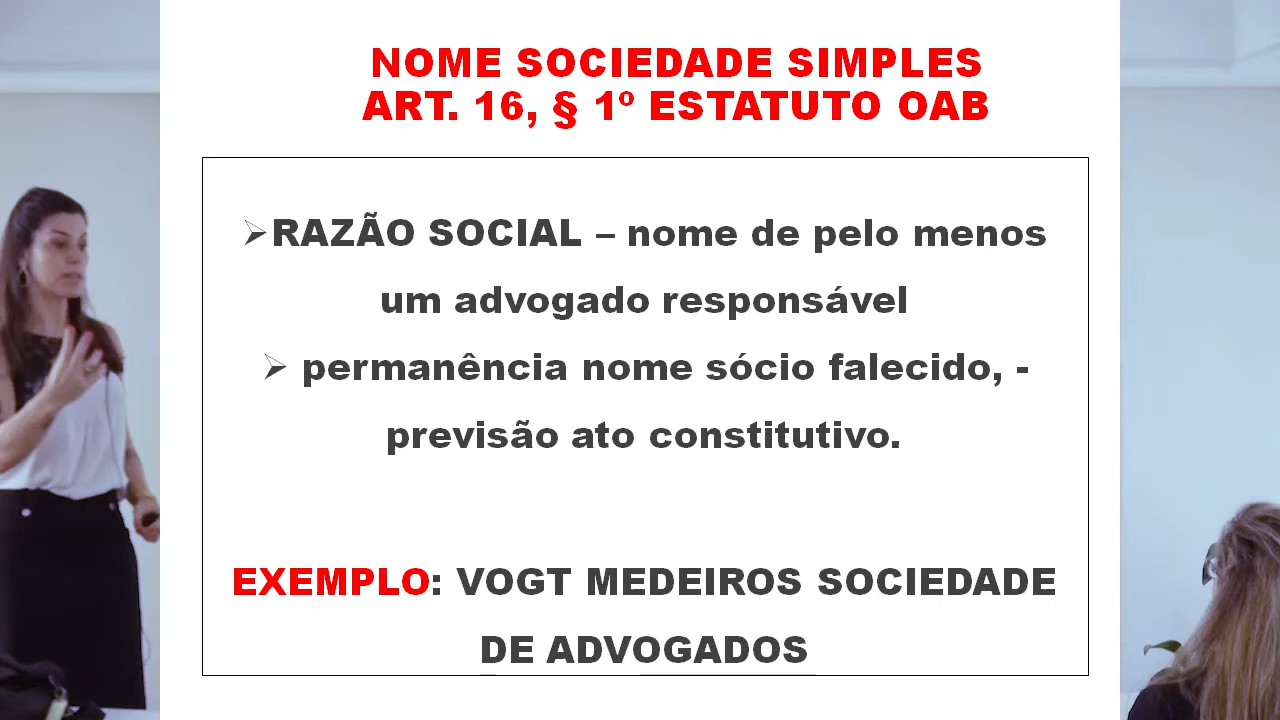 NOME SOCIEDADE SIMPLES
ART. 16, § 1º ESTATUTO OAB
➢RAZÃO SOCIAL – nome de pelo menos
um advogado responsável
➢ permanência nome sócio falecido, -
previsão ato constitutivo.
EXEMPLO: VOGT MEDEIROS SOCIEDADE
DE ADVOGADOS